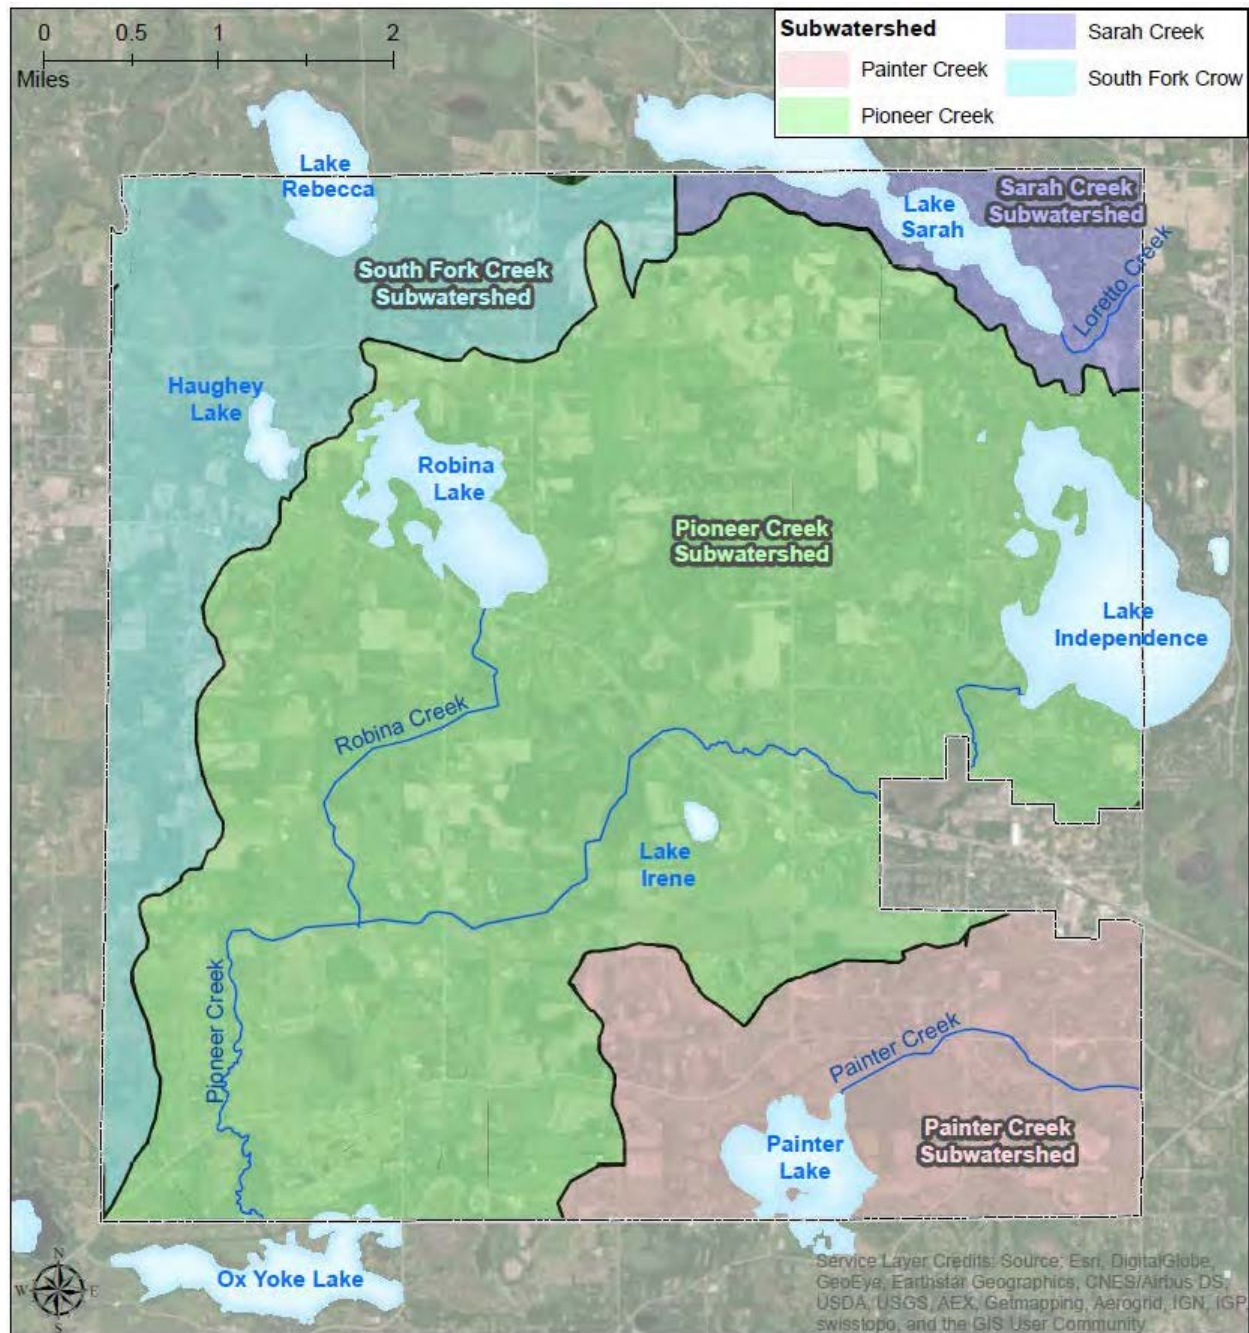 0 0.5 1 2
Miles
Subwatershed
Painter Creek
Pioneer Creek
Sarah Creek
South Fork Crow
Lake
Rebecca
Sarah Creek
Subwatershed
Lake
Sarah
Loretto Creek
South Fork Creek
Subwatershed
Haughey
Lake
Robina
Lake
Pioneer Creek
Subwatershed
Lake
Independence
Robina Creek
Lake
Irene
Pioneer Creek
Painter Creek
Painter Creek
Subwatershed
Painter
Lake
Ox Yoke Lake
N
W E
S
Service Layer Credits: Source: Esri, DigitalGlobe,
GeoEye, Earthstar Geographics, CNES/Airbus DS,
USDA, USGS, AEX, Getmapping, Aerogrid, IGN, IGP,
swisstopo, and the GIS User Community